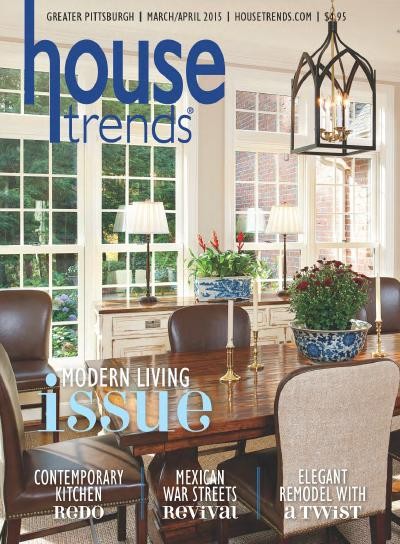 GREATER PITTSBURGH | MARCH/APRIL 2015 | HOUSETRENDS.COM | $4.95
house
trends®
MODERN LIVING
issue
CONTEMPORARY
KITCHEN
REDO
MEXICAN
WAR STREETS
REVIVAL
ELEGANT
REMODEL WITH
A TWIST